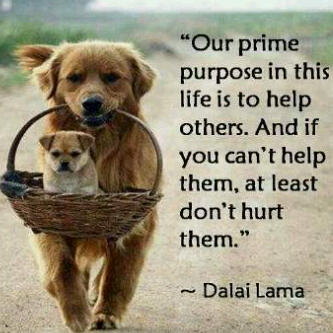 “Our prime
purpose in this
life is to help
others. And if
you can’t help
them, at least
don’t hurt
them.”
~ Dalai Lama